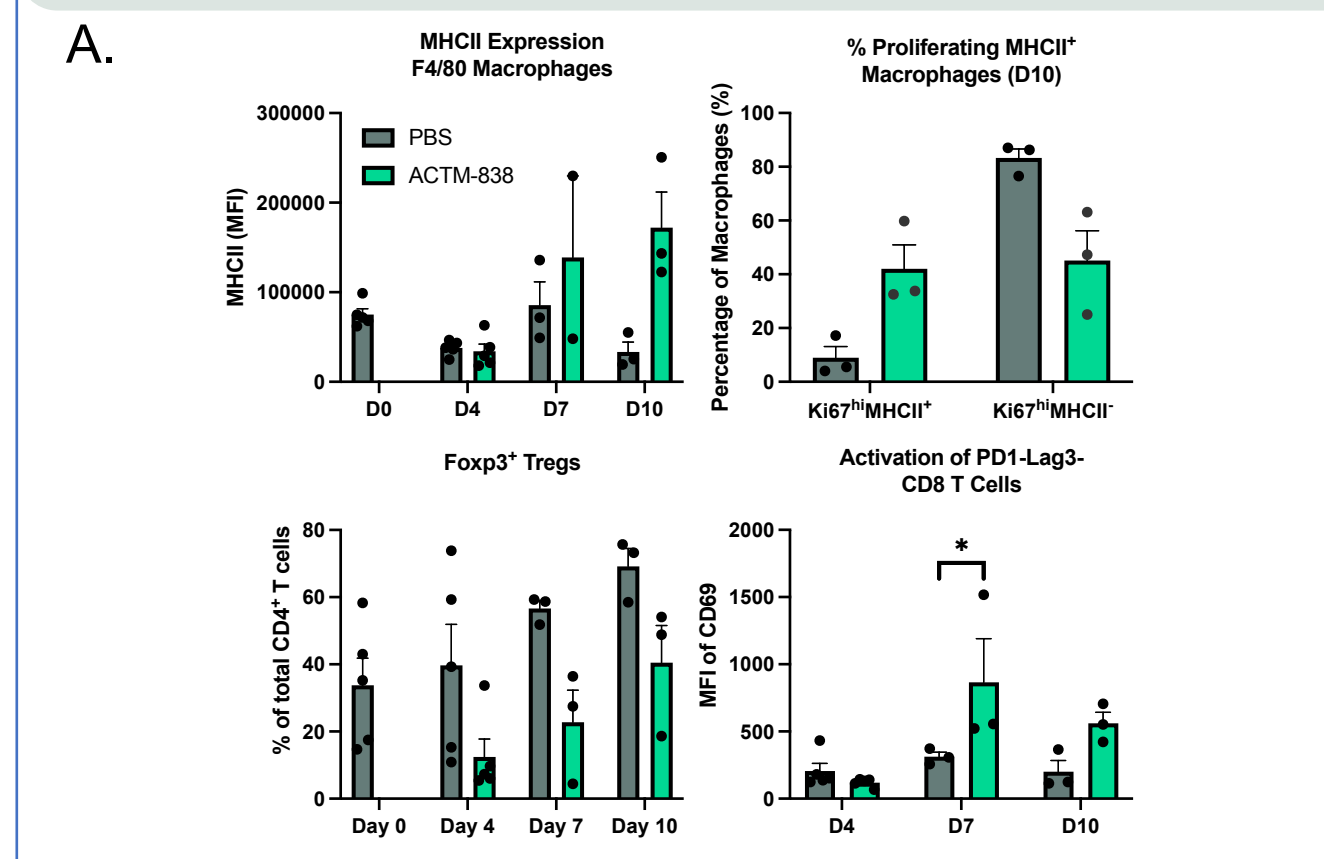 A.
MHCII Expression
F4/80 Macrophages
MHCII (MFI)
300000
200000
100000
0
PBS
ACTM-838
D0 D4 D7 D10
% Proliferating MHCII⁺
Macrophages (D10)
Percentage of Macrophages (%)
100
80
60
40
20
0
Ki67ʰⁱMHCII⁺ Ki67ʰⁱMHCII⁻
Foxp3⁺ Tregs
% of total CD4⁺ T cells
80
60
40
20
0
Day 0 Day 4 Day 7 Day 10
Activation of PD1-Lag3-
CD8 T Cells
MFI of CD69
2000
1500
1000
500
0
*
D4 D7 D10